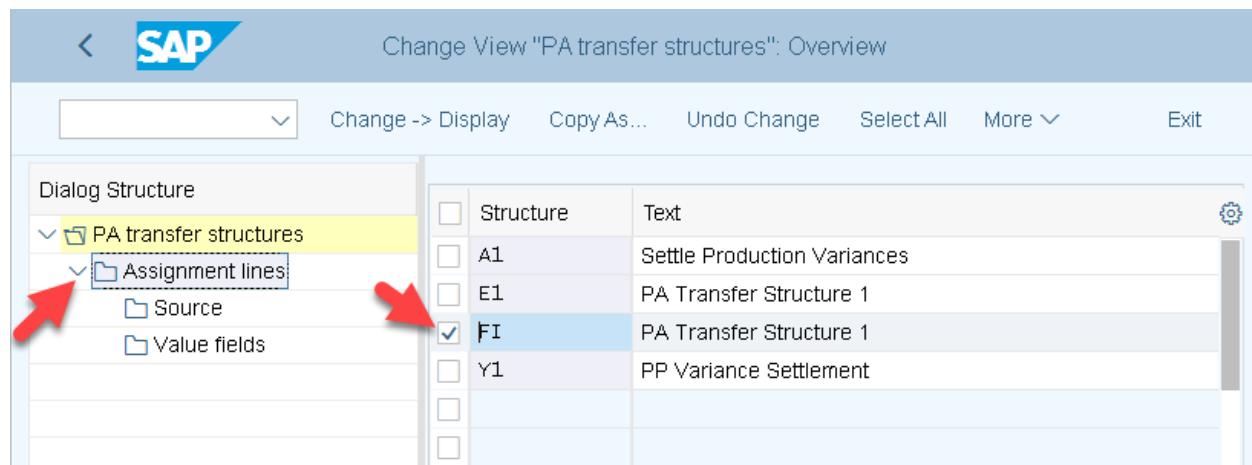 SAP Change View "PA transfer structures": Overview
Change -> Display Copy As... Undo Change Select All More Exit
Dialog Structure
PA transfer structures
Assignment lines
Source
Value fields
Structure Text
A1 Settle Production Variances
E1 PA Transfer Structure 1
FI PA Transfer Structure 1
Y1 PP Variance Settlement